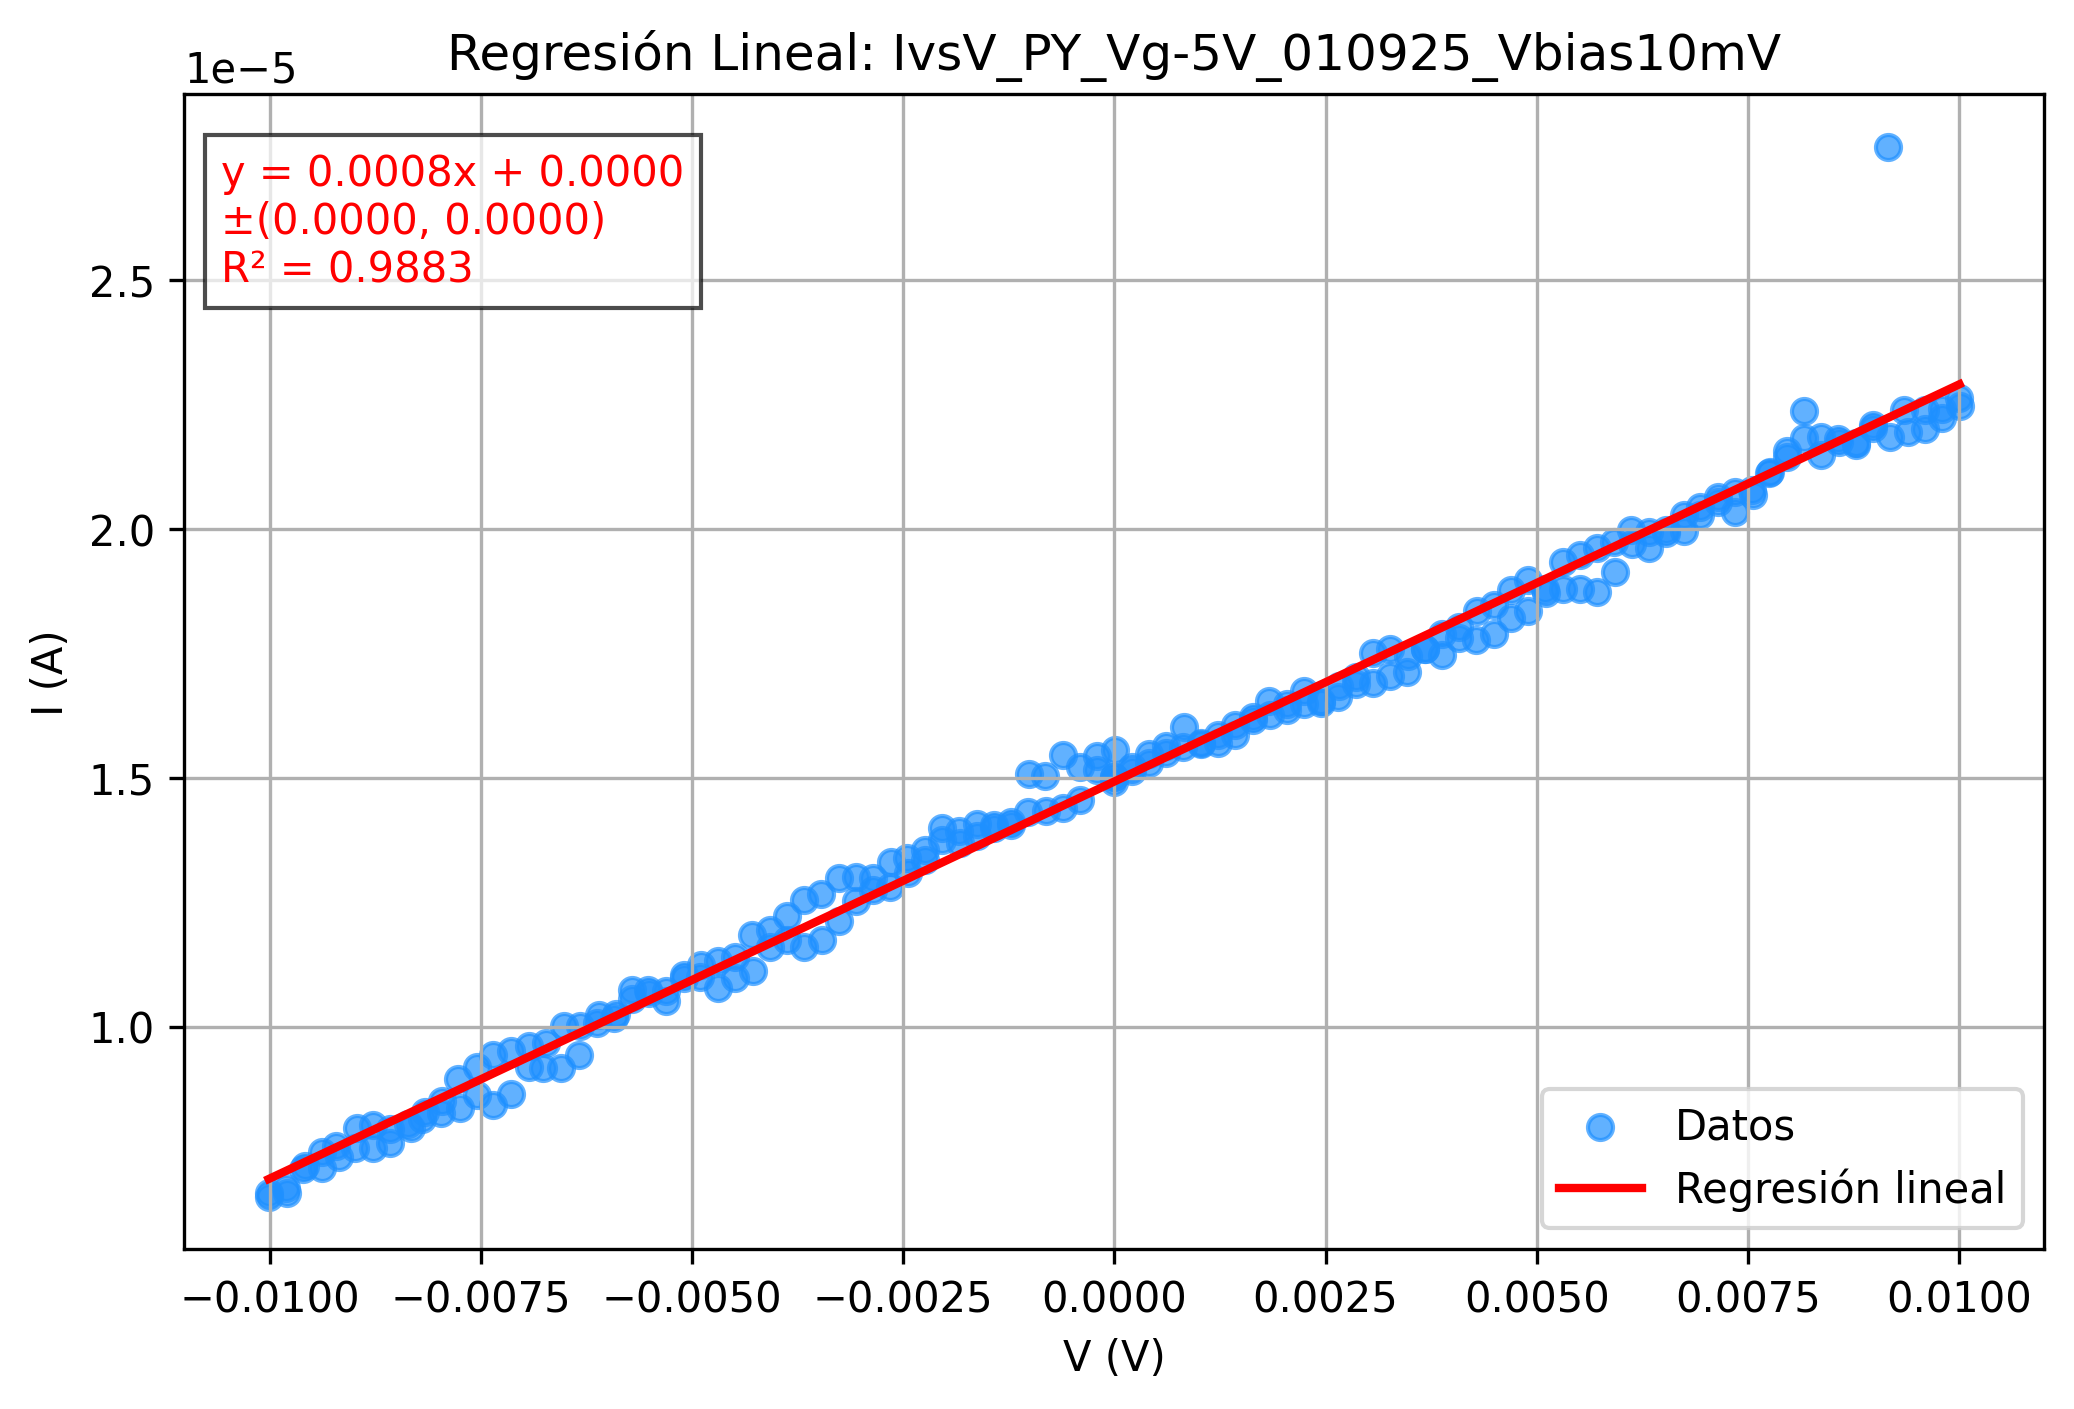 Regresión Lineal: IvsV_PY_Vg-5V_010925_Vbias10mV
1e−5
y = 0.0008x + 0.0000
±(0.0000, 0.0000)
R² = 0.9883
2.5
2.0
1.5
1.0
I (A)
Datos
Regresión lineal
−0.0100 −0.0075 −0.0050 −0.0025 0.0000 0.0025 0.0050 0.0075 0.0100
V (V)